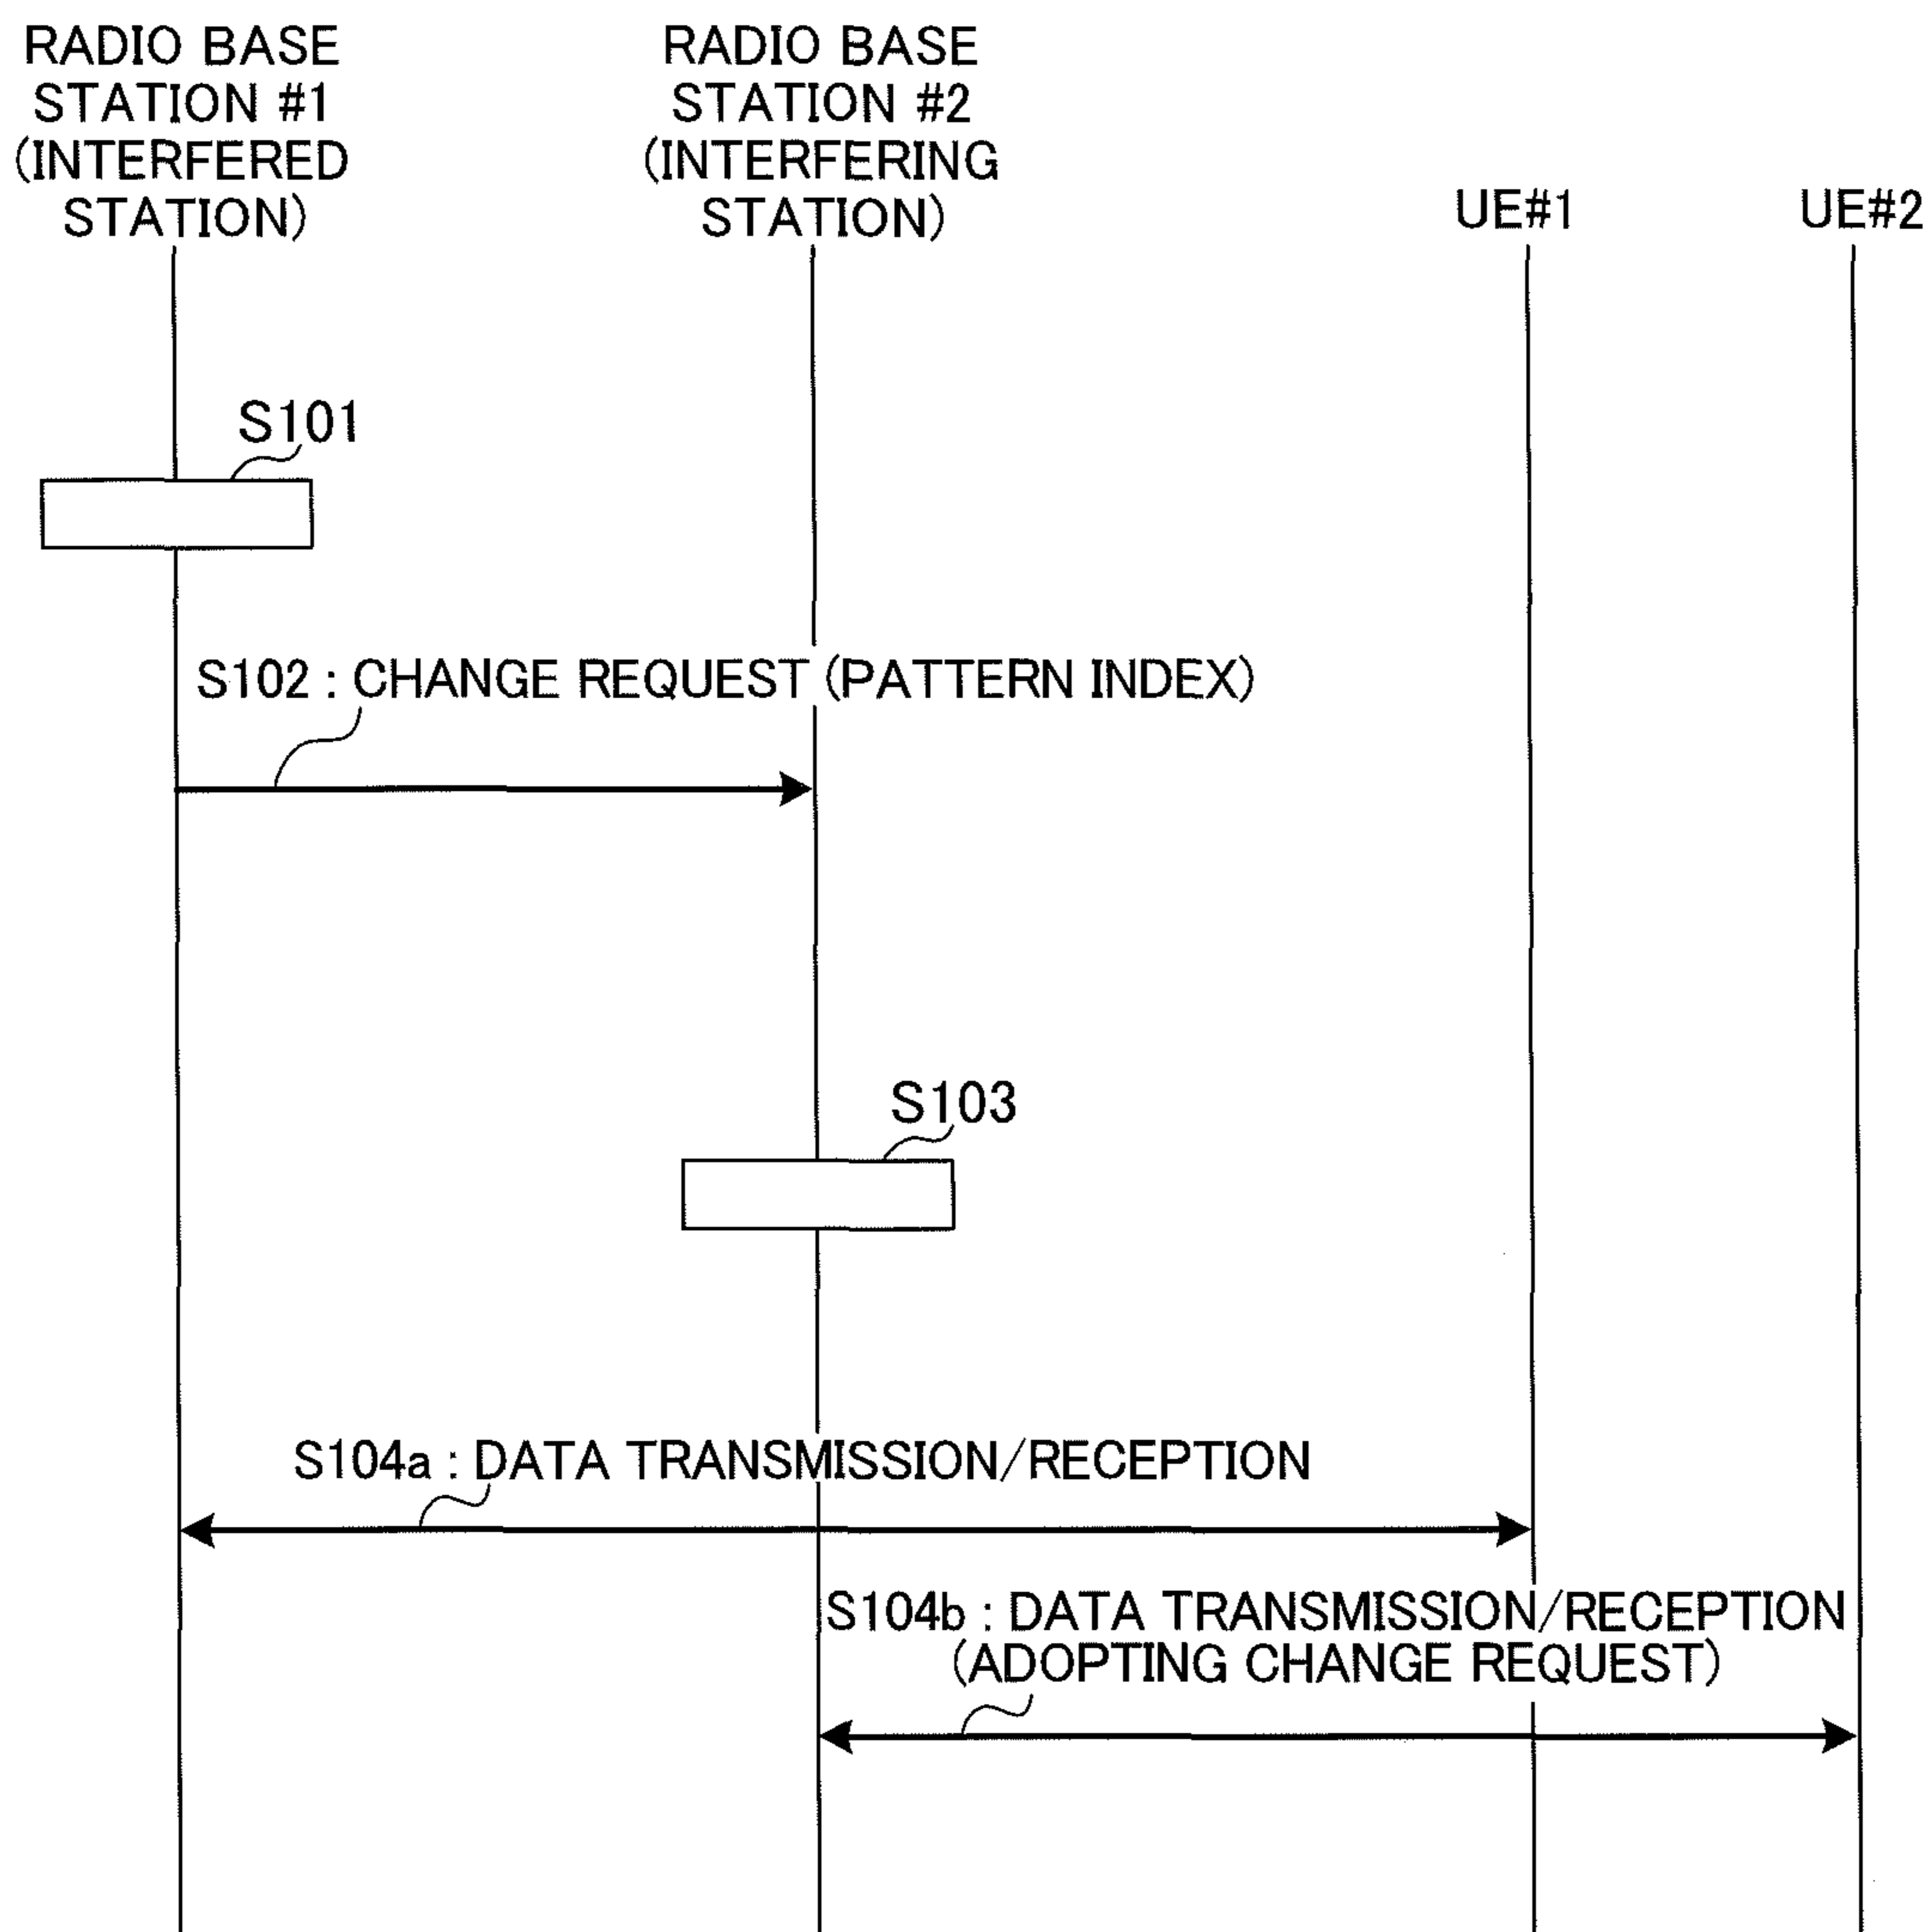 RADIO BASE
STATION #1
(INTERFERED
STATION)
RADIO BASE
STATION #2
(INTERFERING
STATION)
UE#1
UE#2
S101
S102 : CHANGE REQUEST (PATTERN INDEX)
S103
S104a : DATA TRANSMISSION/RECEPTION
S104b : DATA TRANSMISSION/RECEPTION
(ADOPTING CHANGE REQUEST)